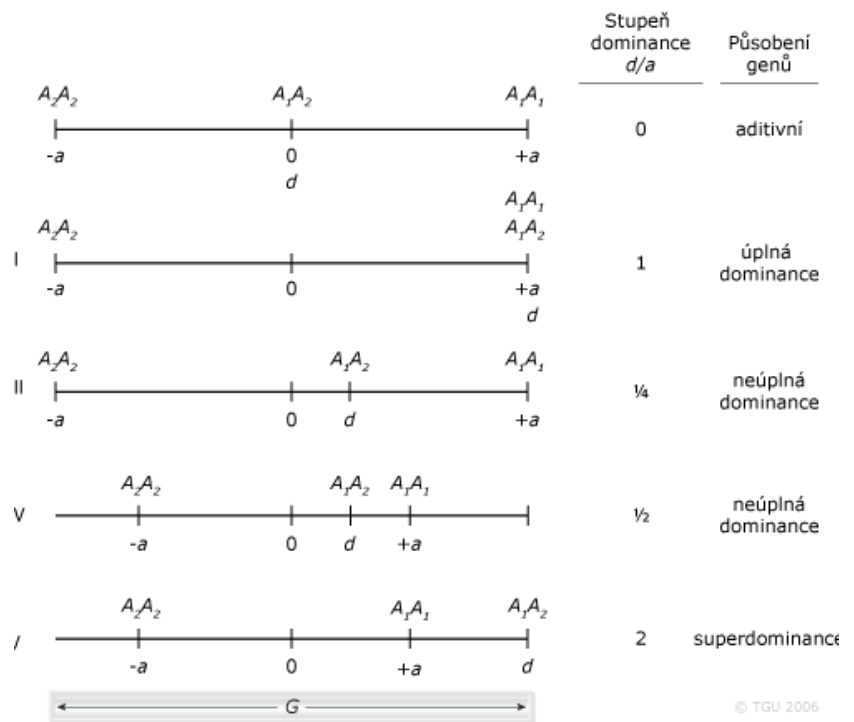 Stupeň
dominance
d/a
Působení
genů
A₂A₂ A₁A₂ A₁A₁
-a 0 +a
d
0 aditivní
A₁A₁
A₂A₂ A₁A₂
I
-a 0 +a
d
1 úplná
dominance
A₂A₂ A₁A₂ A₁A₁
II
-a 0 d +a
¼ neúplná
dominance
A₂A₂ A₁A₂ A₁A₁
V
-a 0 d +a
½ neúplná
dominance
A₂A₂ A₁A₁ A₁A₂
-a 0 +a d
2 superdominance
G
© TGU 2006